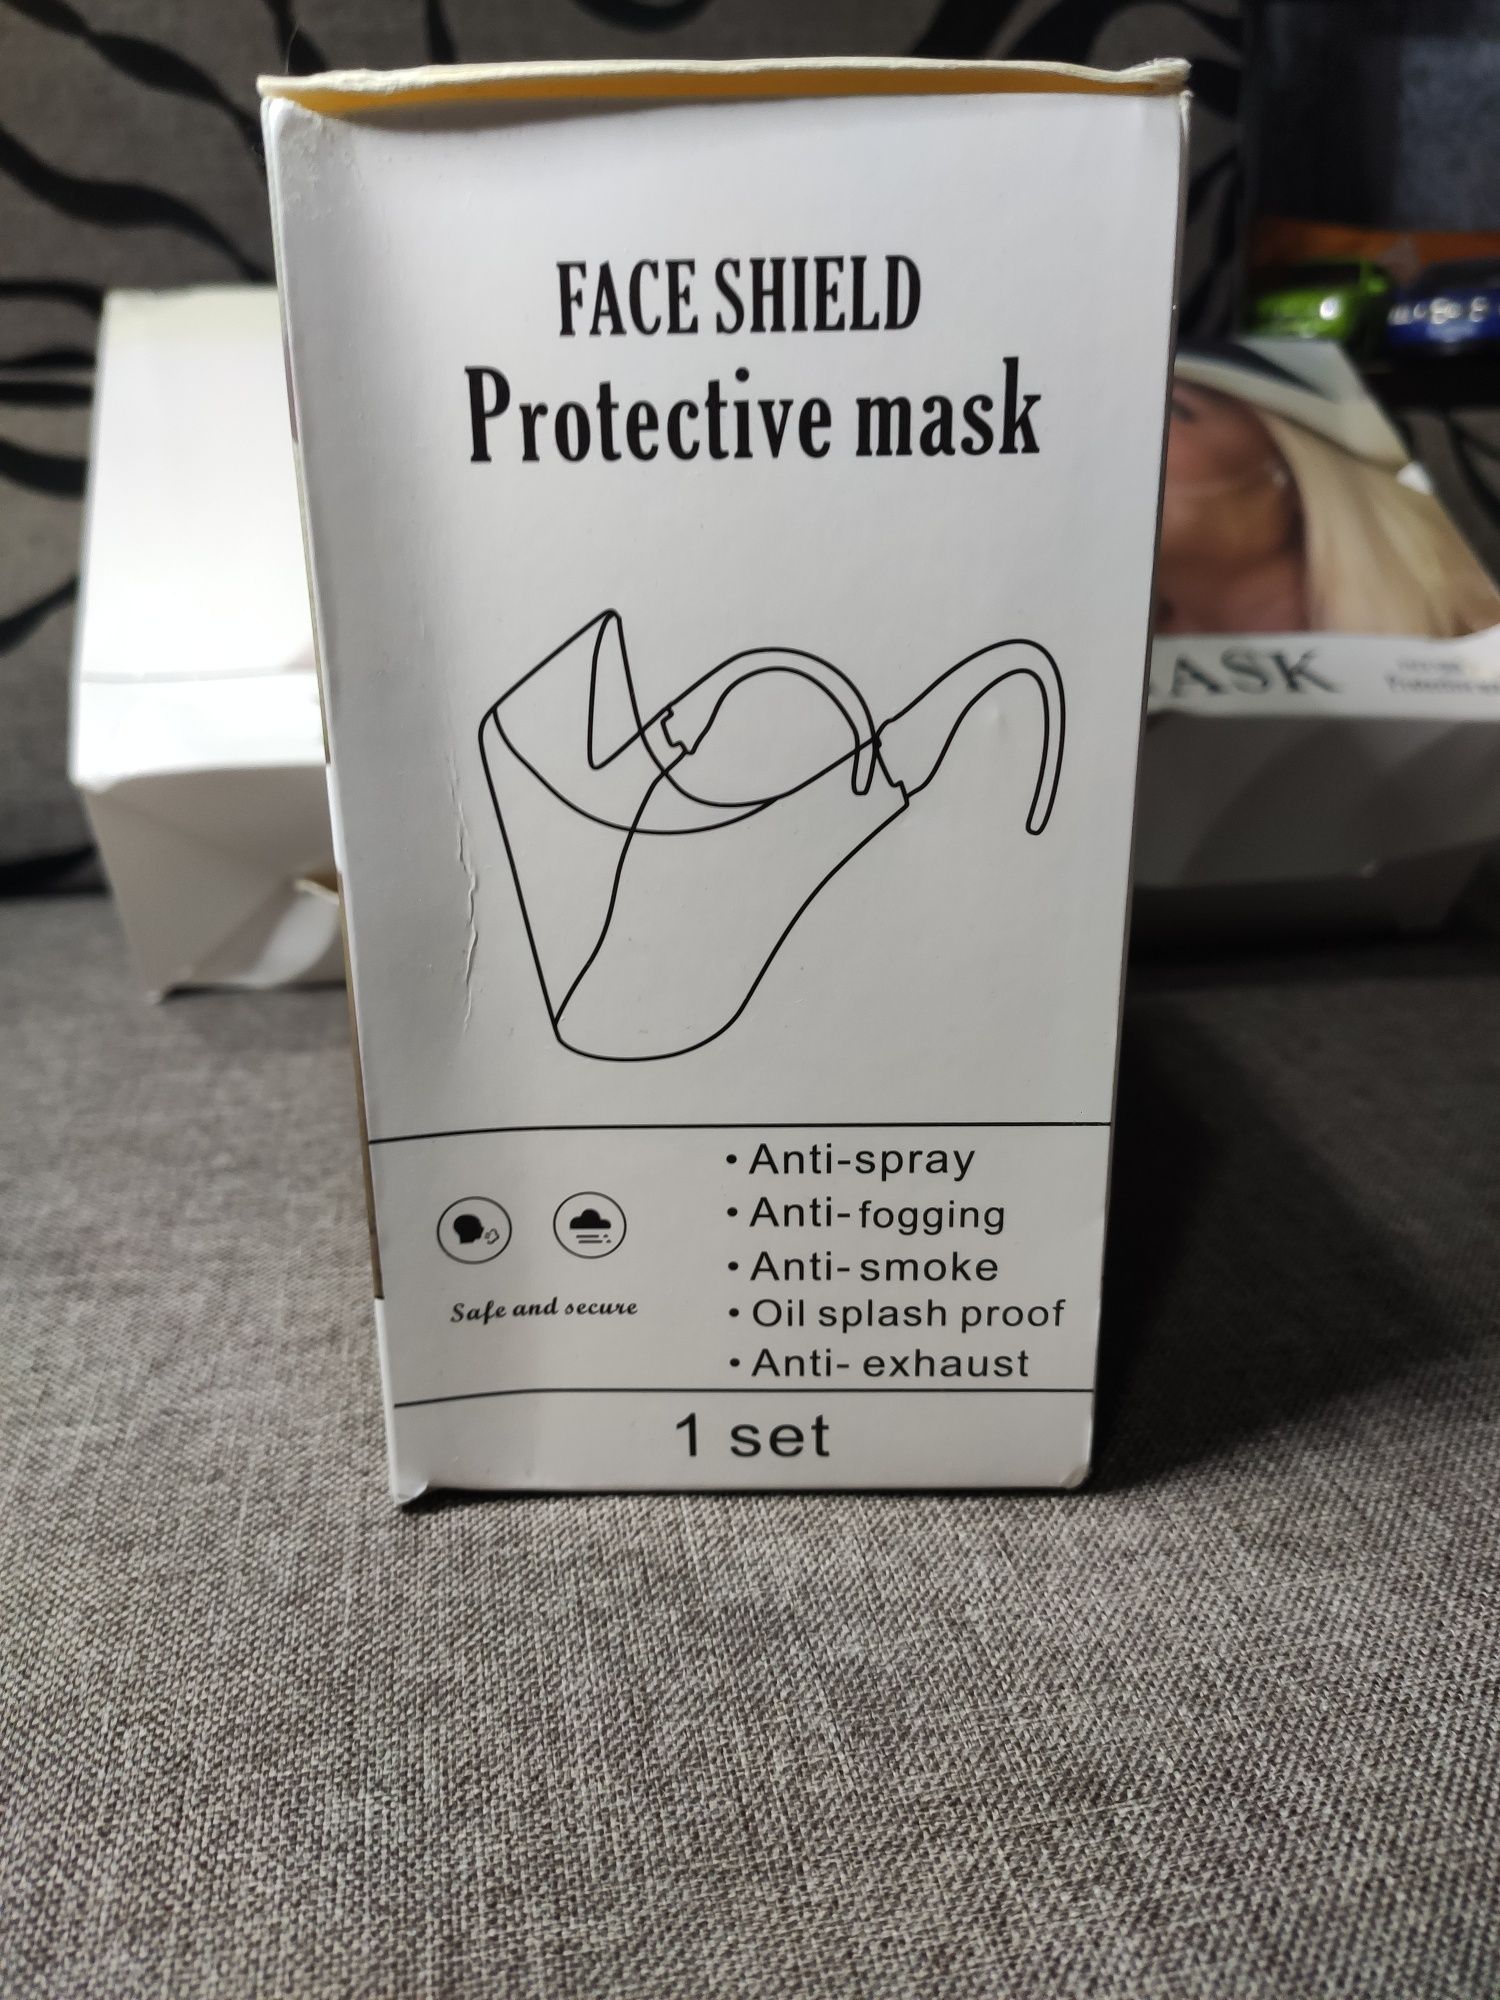 FACE SHIELD
Protective mask
ASK
Safe and secure
• Anti-spray
• Anti-fogging
• Anti-smoke
• Oil splash proof
• Anti- exhaust
1 set